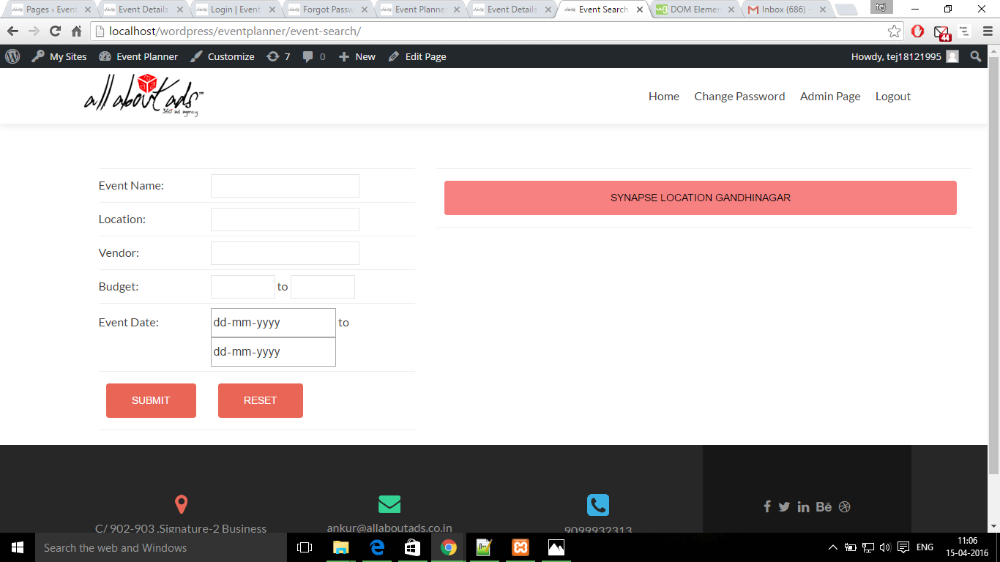 Pages ‹ Event
Event Details
Login | Event
Forgot Passw
Event Planne
Event Details
Event Search
DOM Elemen
Inbox (686) -
tej
localhost/wordpress/eventplanner/event-search/
44
My Sites
Event Planner
Customize
7
0
New
Edit Page
Howdy, tej18121995
all about ads™
360 ad agency
Home
Change Password
Admin Page
Logout
Event Name:
SYNAPSE LOCATION GANDHINAGAR
Location:
Vendor:
Budget:
to
Event Date:
dd-mm-yyyy
to
dd-mm-yyyy
SUBMIT
RESET
C/ 902-903 ,Signature-2 Business
ankur@allaboutads.co.in
9099932313
Search the web and Windows
ENG
11:06
15-04-2016